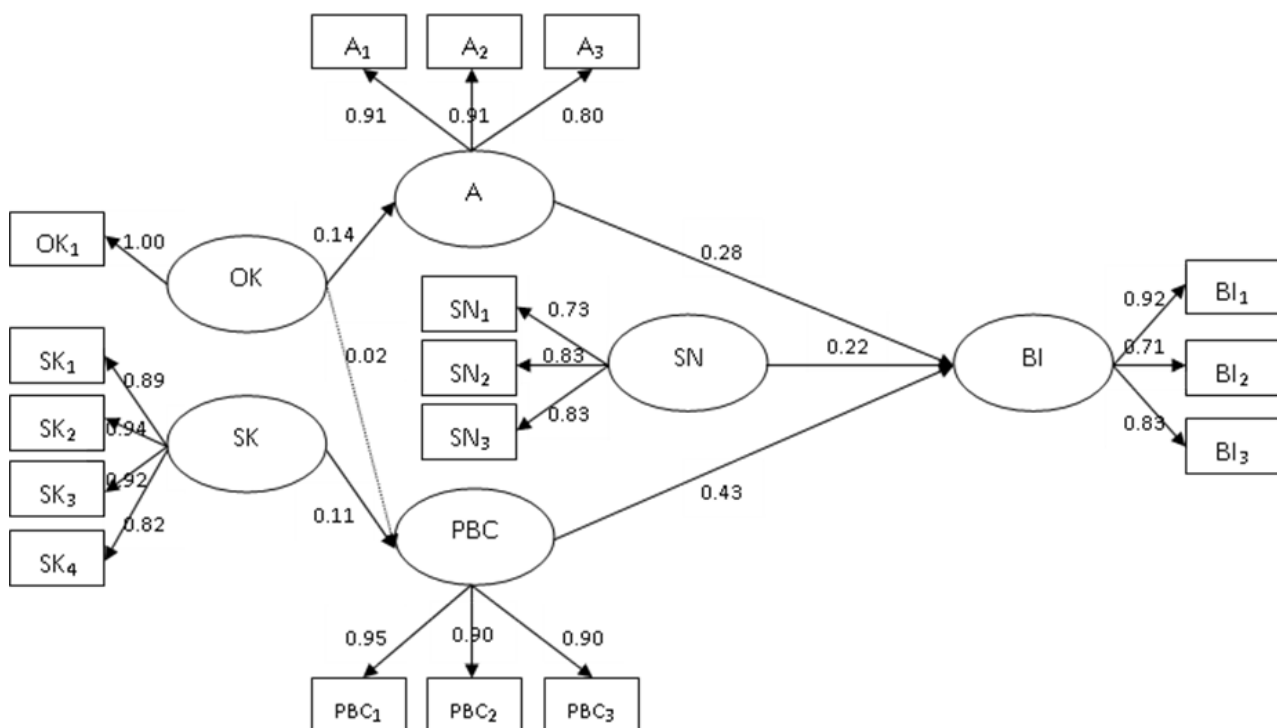 A₁
A₂
A₃
0.91
0.91
0.80
A
OK₁
1.00
OK
0.14
0.28
SN₁
0.73
SN₂
0.83
SN₃
0.83
SN
0.22
BI
0.92
BI₁
0.71
BI₂
0.83
BI₃
0.02
SK₁
0.89
SK₂
0.94
SK₃
0.92
SK₄
0.82
SK
0.11
PBC
0.43
0.95
0.90
0.90
PBC₁
PBC₂
PBC₃